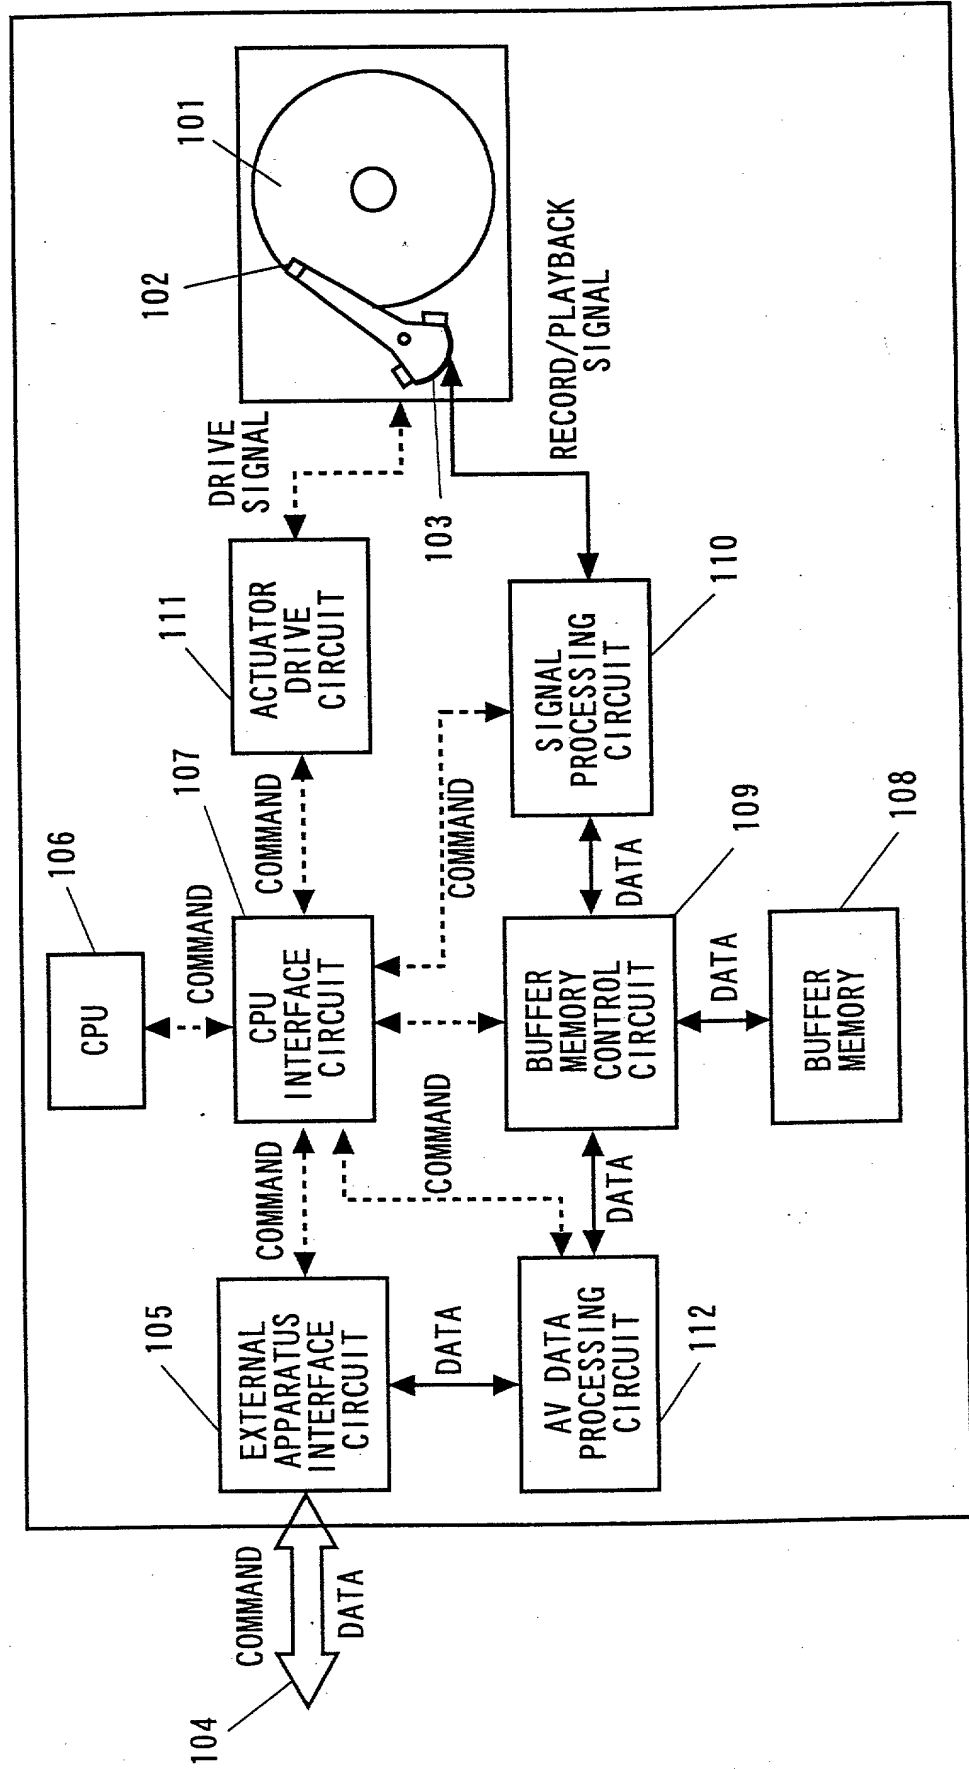 104
COMMAND
DATA
105
EXTERNAL
APPARATUS
INTERFACE
CIRCUIT
COMMAND
106
CPU
COMMAND
107
CPU
INTERFACE
CIRCUIT
COMMAND
111
ACTUATOR
DRIVE
CIRCUIT
DRIVE
SIGNAL
102
101
103
RECORD/PLAYBACK
SIGNAL
DATA
COMMAND
COMMAND
112
AV DATA
PROCESSING
CIRCUIT
DATA
BUFFER
MEMORY
CONTROL
CIRCUIT
109
DATA
SIGNAL
PROCESSING
CIRCUIT
110
DATA
BUFFER
MEMORY
108